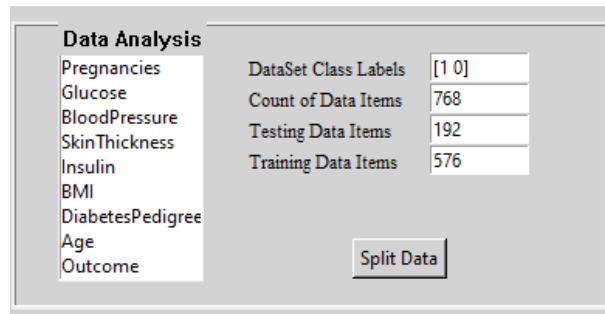 Data Analysis
Pregnancies
Glucose
BloodPressure
SkinThickness
Insulin
BMI
DiabetesPedigree
Age
Outcome
DataSet Class Labels [1 0]
Count of Data Items 768
Testing Data Items 192
Training Data Items 576
Split Data